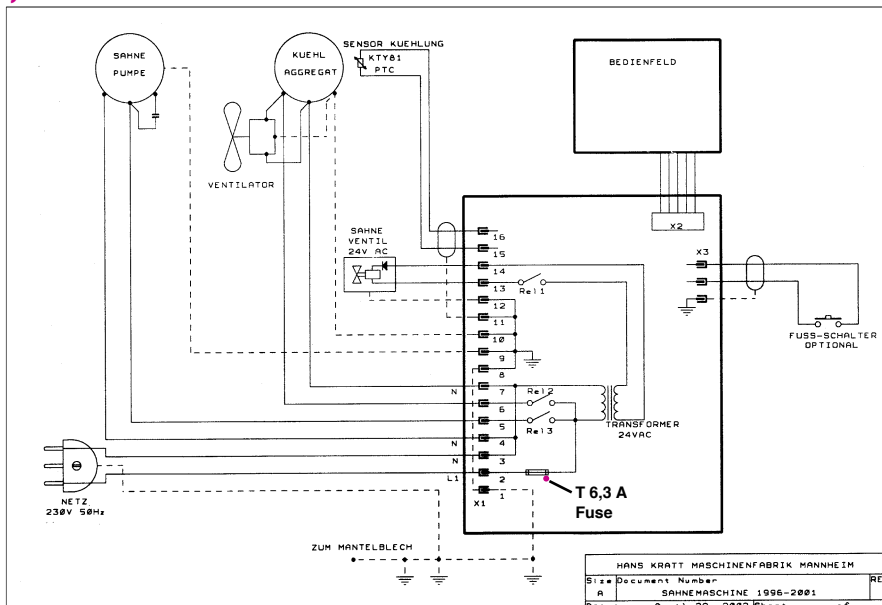 SAHNE
PUMPE
KUEHL
AGGREGAT
SENSOR KUEHLUNG
KTY81
PTC
BEDIENFELD
VENTILATOR
X2
SAHNE
VENTIL
24V AC
16
15
14
13
12
11
10
9
8
7
6
5
4
3
2
1
Rel1
X3
FUSS-SCHALTER
OPTIONAL
N
Rel2
Rel3
TRANSFORMER
24VAC
N
N
L1
X1
T 6,3 A
Fuse
NETZ
230V 50Hz
ZUM MANTELBLECH
HANS KRATT MASCHINENFABRIK MANNHEIM
Size Document Number
RE
A
SAHNEMASCHINE 1996-2001